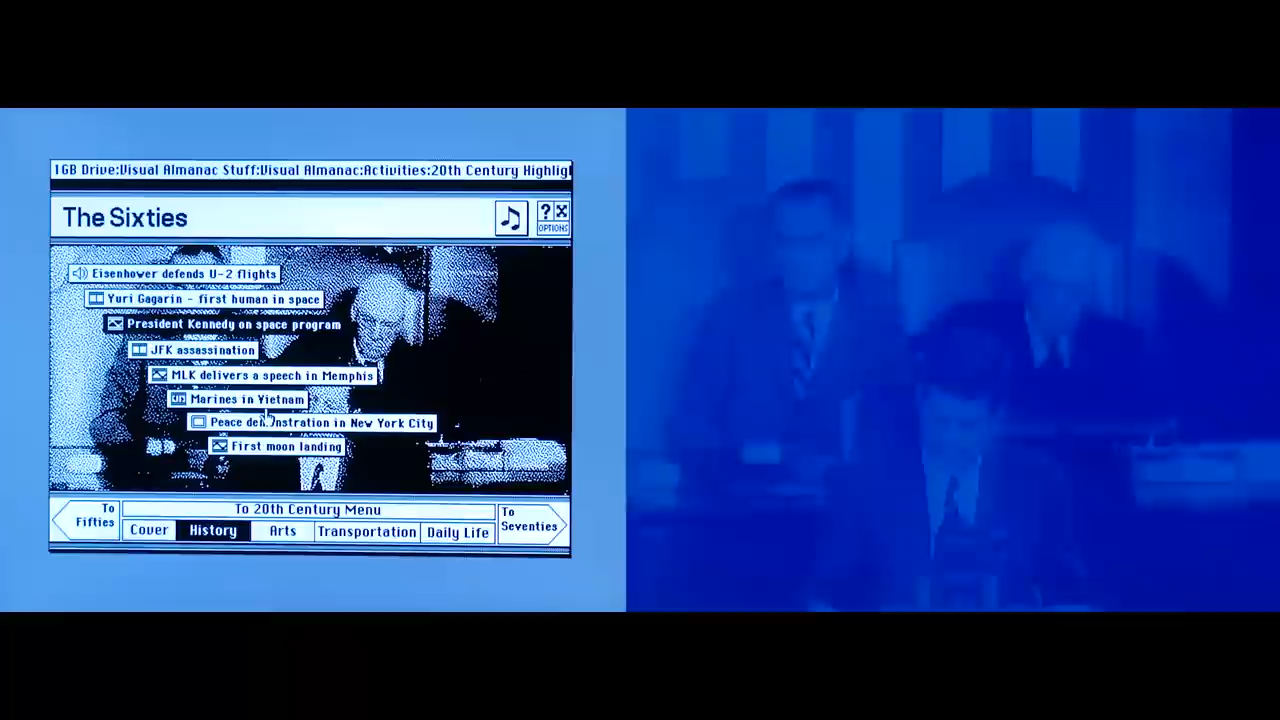 1GB Drive:Visual Almanac Stuff:Visual Almanac:Activities:20th Century Highlig
The Sixties
? X
OPTIONS
Eisenhower defends U-2 flights
Yuri Gagarin - first human in space
President Kennedy on space program
JFK assassination
MLK delivers a speech in Memphis
Marines in Vietnam
Peace demonstration in New York City
First moon landing
To Fifties
To 20th Century Menu
To Seventies
Cover History Arts Transportation Daily Life